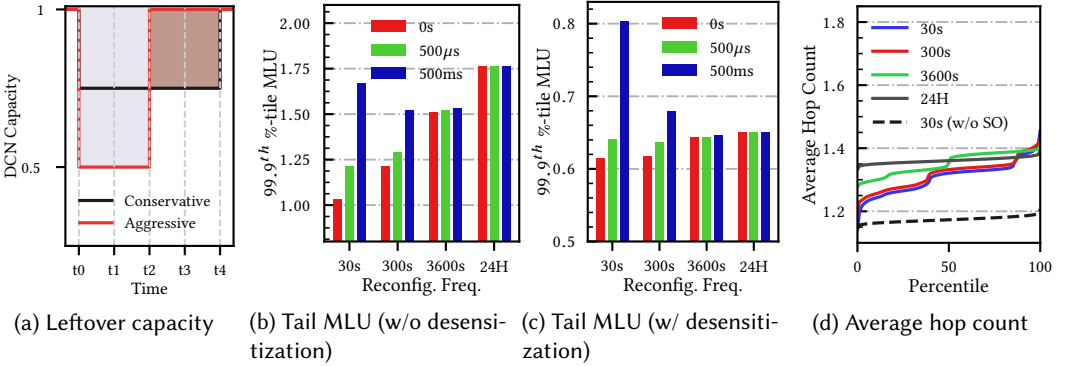 1
0.5
DCN Capacity
Conservative
Aggressive
t0 t1 t2 t3 t4
Time
(a) Leftover capacity
2.00
1.75
1.50
1.25
1.00
99.9th %-tile MLU
0s
500μs
500ms
30s 300s 3600s 24H
Reconfig. Freq.
(b) Tail MLU (w/o desensi-
tization)
0.8
0.7
0.6
0.5
99.9th %-tile MLU
0s
500μs
500ms
30s 300s 3600s 24H
Reconfig. Freq.
(c) Tail MLU (w/ desensiti-
zation)
1.8
1.6
1.4
1.2
Average Hop Count
30s
300s
3600s
24H
30s (w/o SO)
0 50 100
Percentile
(d) Average hop count